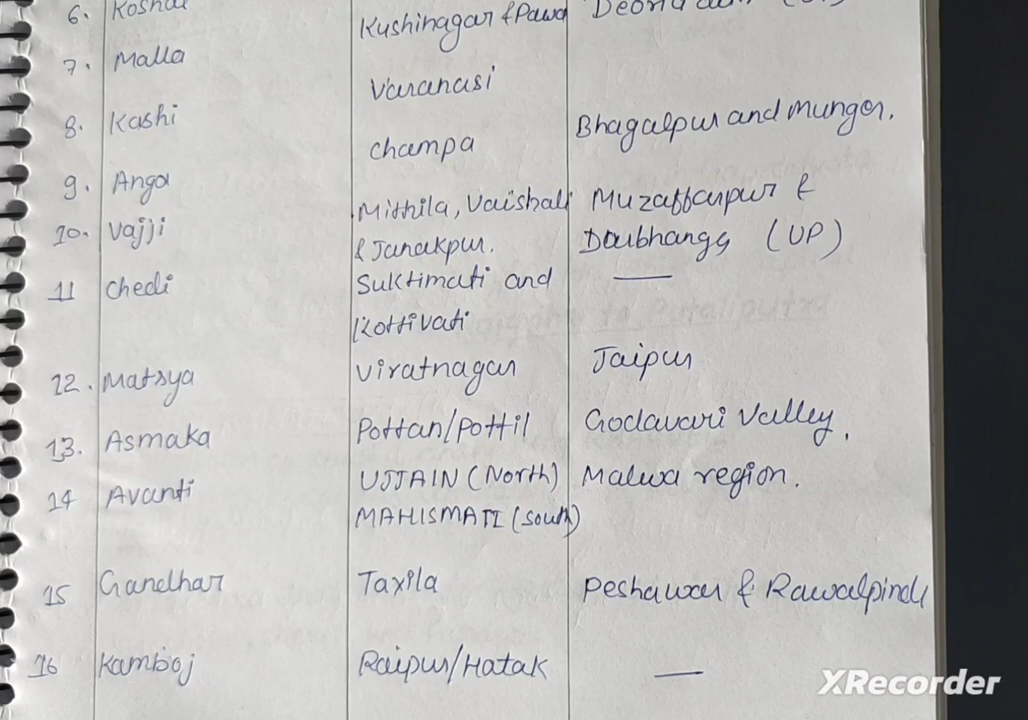 6. Koshal
Kushinagar & Pawa Deoria
7. Malla
Varanasi
8. Kashi
champa Bhagalpur and Munger.
9. Anga
Mithila, Vaishali Muzaffarpur &
10. Vajji & Janakpur. Darbhanga (UP)
11 chedi Suktimati and —
Kottivati
12. Matsya Viratnagar Jaipur
13. Asmaka Pottan/Pottil Godavari Valley.
14 Avanti UJJAIN (North) Malwa region.
MAHISMATI (South)
15 Gandhar Taxila Peshawar & Rawalpindi
16 Kamboj Raipur/Hatak —
XRecorder